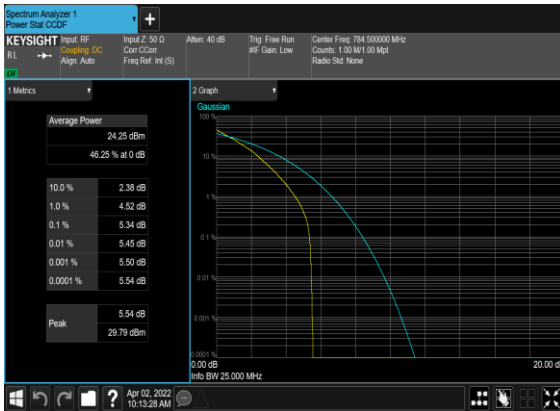 Spectrum Analyzer 1
Power Stat CCDF
KEYSIGHT
RL
LXI
Input: RF
Coupling: DC
Align: Auto
Input Z: 50 Ω
Corr CCorr
Freq Ref: Int (S)
Atten: 40 dB
Trig: Free Run
#IF Gain: Low
Center Freq: 784.500000 MHz
Counts: 1.00 M/1.00 Mpt
Radio Std: None
1 Metrics
Average Power
24.25 dBm
46.25 % at 0 dB
10.0 % 2.38 dB
1.0 % 4.52 dB
0.1 % 5.34 dB
0.01 % 5.45 dB
0.001 % 5.50 dB
0.0001 % 5.54 dB
Peak
5.54 dB
29.79 dBm
2 Graph
Gaussian
100 %
10 %
1 %
0.1 %
0.01 %
0.001 %
0.0001 %
0.00 dB
20.00 d
Info BW 25.000 MHz
?
Apr 02, 2022
10:13:28 AM